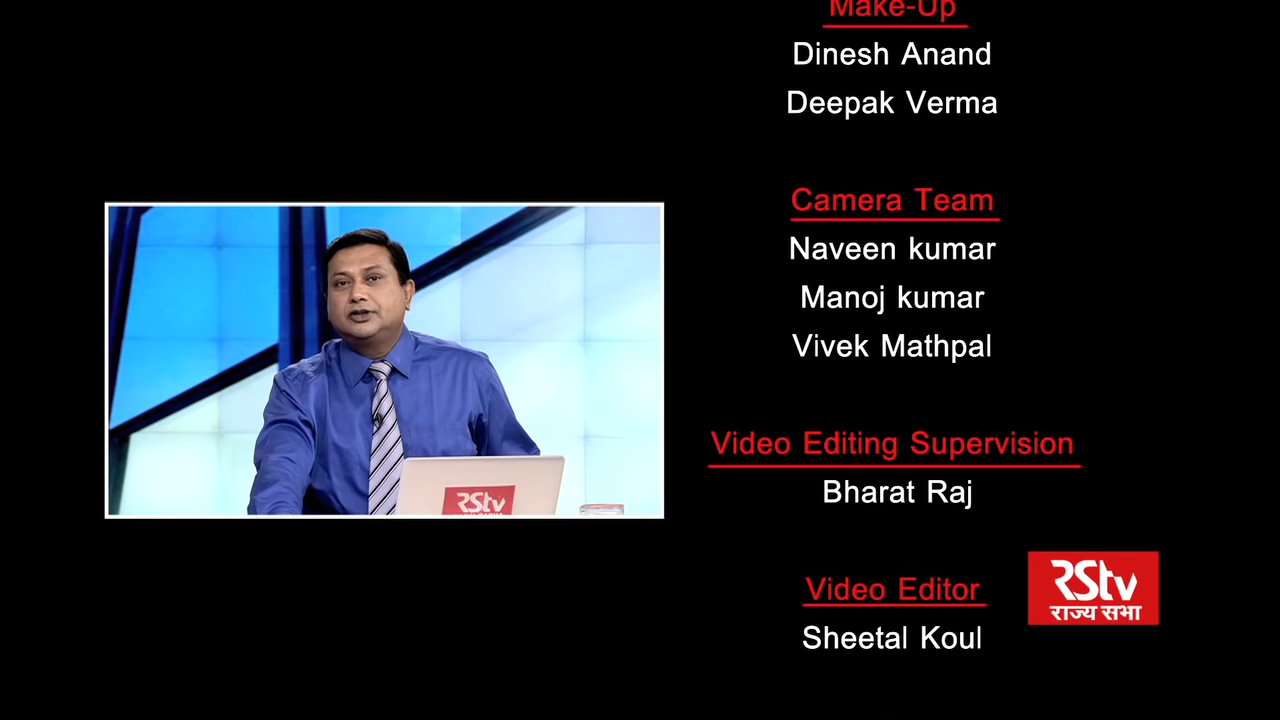 Make-Up
Dinesh Anand
Deepak Verma
Camera Team
Naveen kumar
Manoj kumar
Vivek Mathpal
Video Editing Supervision
Bharat Raj
Video Editor
Sheetal Koul
RStv
RStv
राज्य सभा